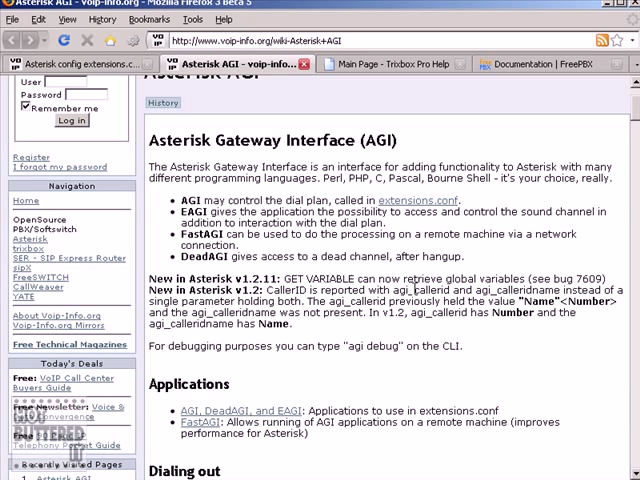 Asterisk AGI - voip-info.org - Mozilla Firefox 3 Beta 5
File Edit View History Bookmarks Tools Help
http://www.voip-info.org/wiki-Asterisk+AGI
Asterisk config extensions.c... Asterisk AGI - voip-info.... Main Page - Trixbox Pro Help Documentation | FreePBX
User
Password
Remember me
Log in
Register
I forgot my password
Navigation
Home
OpenSource
PBX/Softswitch
Asterisk
trixbox
SER - SIP Express Router
sipX
FreeSWITCH
CallWeaver
YATE
About VoIP-Info.org
VoIP-Info.org Mirrors
Free Technical Magazines
Today's Deals
Free: VoIP Call Center
Buyers Guide
Free Newsletter: Voice &
Convergence
Free
Telephony Pocket Guide
Recently Visited Pages
1 Asterisk AGI
Asterisk AGI
History
Asterisk Gateway Interface (AGI)
The Asterisk Gateway Interface is an interface for adding functionality to Asterisk with many
different programming languages. Perl, PHP, C, Pascal, Bourne Shell - it's your choice, really.
• AGI may control the dial plan, called in extensions.conf.
• EAGI gives the application the possibility to access and control the sound channel in
addition to interaction with the dial plan.
• FastAGI can be used to do the processing on a remote machine via a network
connection.
• DeadAGI gives access to a dead channel, after hangup.
New in Asterisk v1.2.11: GET VARIABLE can now retrieve global variables (see bug 7609)
New in Asterisk v1.2: CallerID is reported with agi_callerid and agi_calleridname instead of a
single parameter holding both. The agi_callerid previously held the value "Name"<Number>
and the agi_calleridname was not present. In v1.2, agi_callerid has Number and the
agi_calleridname has Name.
For debugging purposes you can type "agi debug" on the CLI.
Applications
• AGI, DeadAGI, and EAGI: Applications to use in extensions.conf
• FastAGI: Allows running of AGI applications on a remote machine (improves
performance for Asterisk)
Dialing out